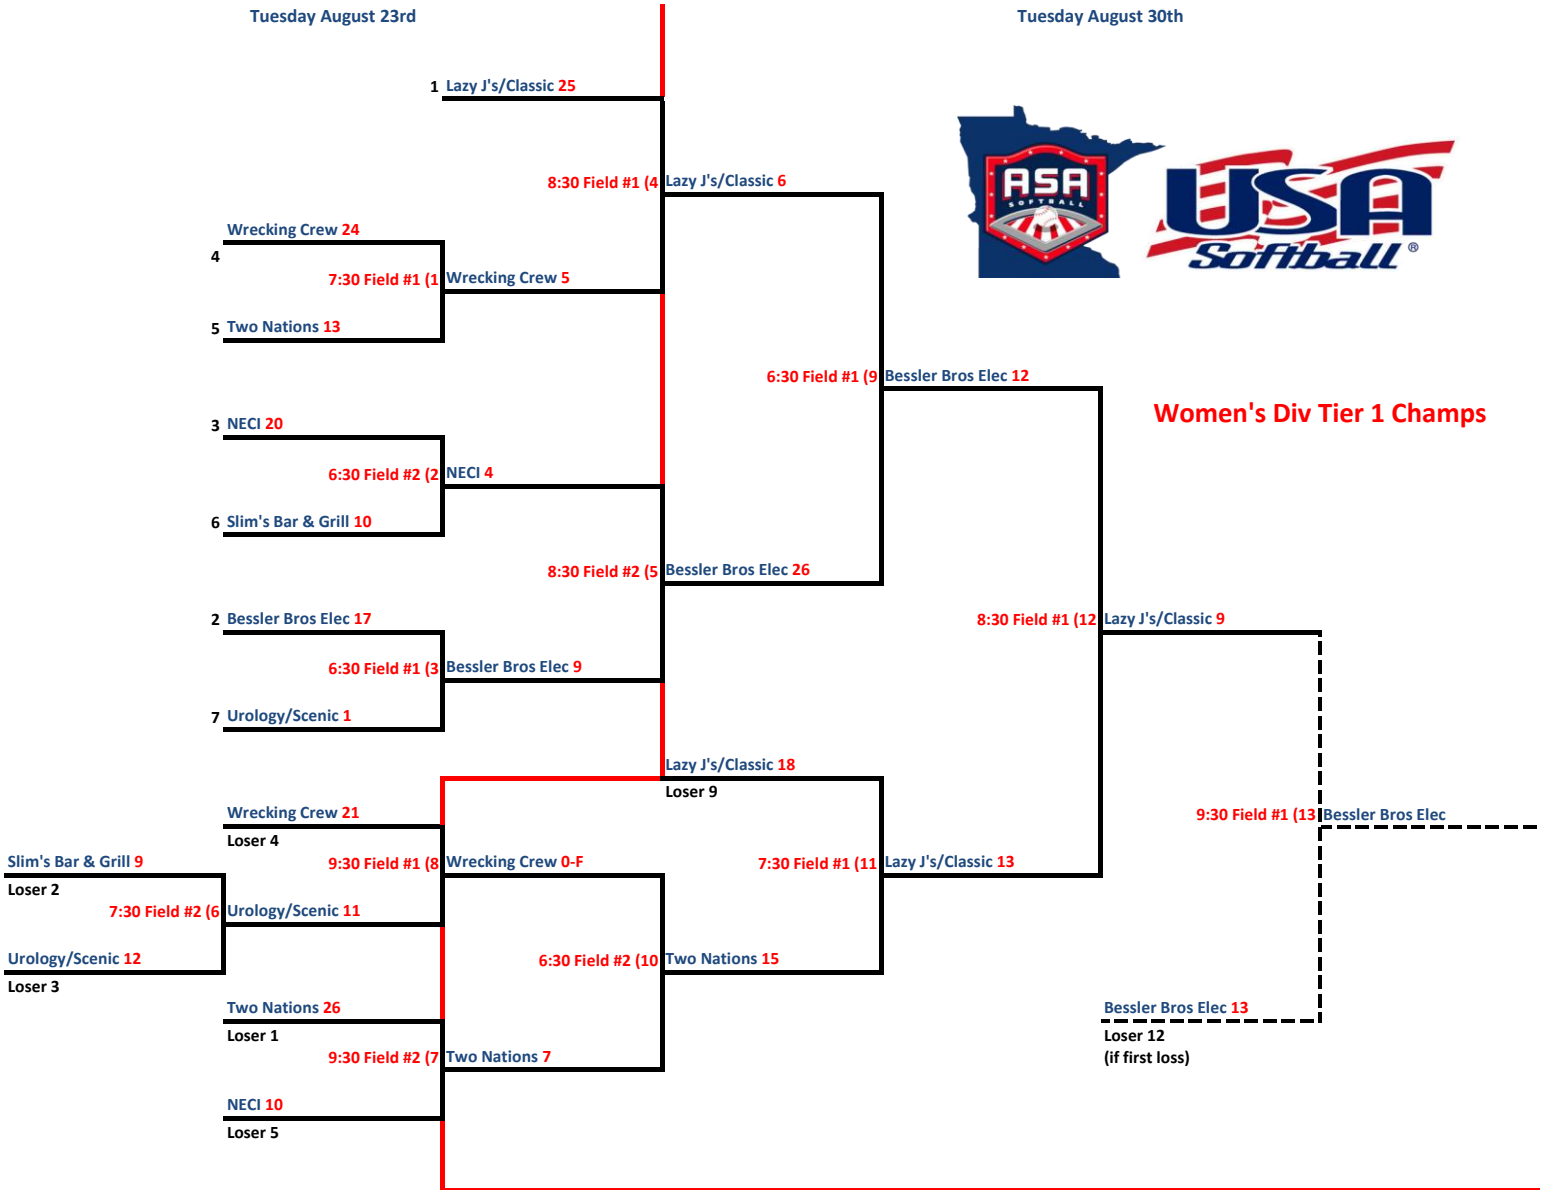 Tuesday August 23rd
Tuesday August 30th
1 Lazy J's/Classic 25
ASA
SOFTBALL
USA
Softball ®
8:30 Field #1 (4 Lazy J's/Classic 6
Wrecking Crew 24
4
7:30 Field #1 (1 Wrecking Crew 5
5 Two Nations 13
6:30 Field #1 (9 Bessler Bros Elec 12
Women's Div Tier 1 Champs
3 NECI 20
6:30 Field #2 (2 NECI 4
6 Slim's Bar & Grill 10
8:30 Field #2 (5 Bessler Bros Elec 26
2 Bessler Bros Elec 17
8:30 Field #1 (12 Lazy J's/Classic 9
6:30 Field #1 (3 Bessler Bros Elec 9
7 Urology/Scenic 1
Lazy J's/Classic 18
Loser 9
Wrecking Crew 21
Loser 4
9:30 Field #1 (13 Bessler Bros Elec
Slim's Bar & Grill 9
Loser 2
9:30 Field #1 (8 Wrecking Crew 0-F
7:30 Field #1 (11 Lazy J's/Classic 13
7:30 Field #2 (6 Urology/Scenic 11
Urology/Scenic 12
Loser 3
6:30 Field #2 (10 Two Nations 15
Two Nations 26
Loser 1
Bessler Bros Elec 13
Loser 12
(if first loss)
9:30 Field #2 (7 Two Nations 7
NECI 10
Loser 5